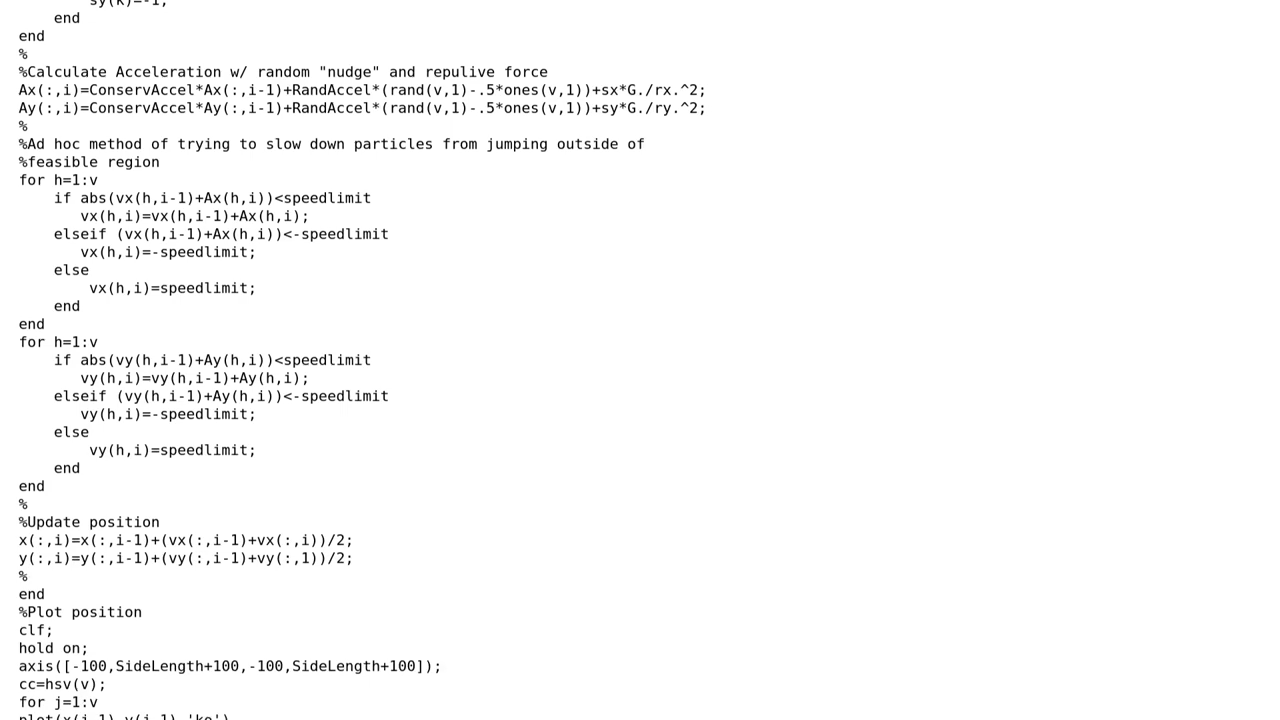 sy(k)=-1;
    end
end
%
%Calculate Acceleration w/ random "nudge" and repulive force
Ax(:,i)=ConservAccel*Ax(:,i-1)+RandAccel*(rand(v,1)-.5*ones(v,1))+sx*G./rx.^2;
Ay(:,i)=ConservAccel*Ay(:,i-1)+RandAccel*(rand(v,1)-.5*ones(v,1))+sy*G./ry.^2;
%
%Ad hoc method of trying to slow down particles from jumping outside of
%feasible region
for h=1:v
    if abs(vx(h,i-1)+Ax(h,i))<speedlimit
       vx(h,i)=vx(h,i-1)+Ax(h,i);
    elseif (vx(h,i-1)+Ax(h,i))<-speedlimit
       vx(h,i)=-speedlimit;
    else
        vx(h,i)=speedlimit;
    end
end
for h=1:v
    if abs(vy(h,i-1)+Ay(h,i))<speedlimit
       vy(h,i)=vy(h,i-1)+Ay(h,i);
    elseif (vy(h,i-1)+Ay(h,i))<-speedlimit
       vy(h,i)=-speedlimit;
    else
        vy(h,i)=speedlimit;
    end
end
%
%Update position
x(:,i)=x(:,i-1)+(vx(:,i-1)+vx(:,i))/2;
y(:,i)=y(:,i-1)+(vy(:,i-1)+vy(:,1))/2;
%
end
%Plot position
clf;
hold on;
axis([-100,SideLength+100,-100,SideLength+100]);
cc=hsv(v);
for j=1:v